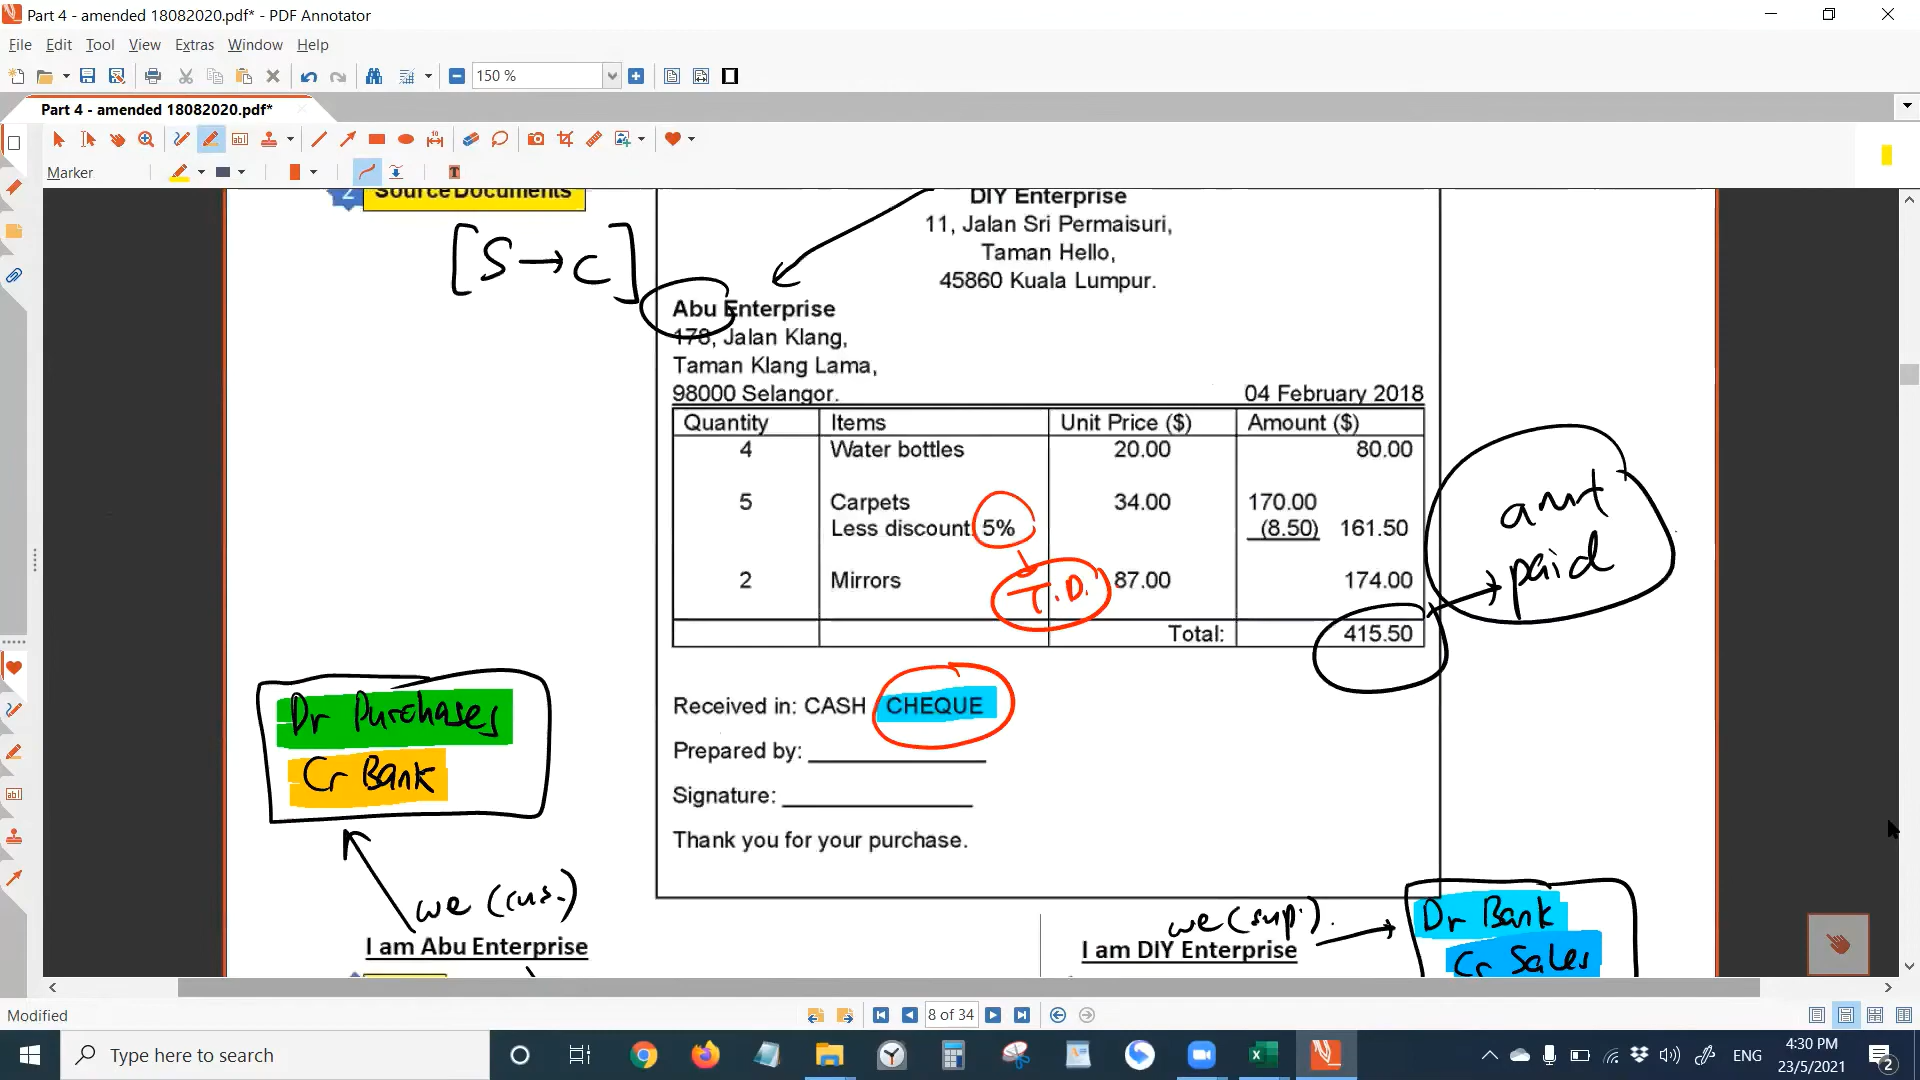 Part 4 - amended 18082020.pdf* - PDF Annotator
File Edit Tool View Extras Window Help
150 %
Part 4 - amended 18082020.pdf*
Marker
2 Source Documents
DIY Enterprise
11, Jalan Sri Permaisuri,
Taman Hello,
45860 Kuala Lumpur.
[S → C]
Abu Enterprise
178, Jalan Klang,
Taman Klang Lama,
98000 Selangor.
04 February 2018
Quantity Items Unit Price ($) Amount ($)
4 Water bottles 20.00 80.00
5 Carpets 34.00 170.00
Less discount 5% (8.50) 161.50
2 Mirrors 87.00 174.00
T.D.
Total: 415.50
amt
paid
Received in: CASH CHEQUE
Prepared by:
Signature:
Thank you for your purchase.
Dr Purchases
Cr Bank
we (cus.)
I am Abu Enterprise
we (sup.).
I am DIY Enterprise
Dr Bank
Cr Sales
Modified
8 of 34
Type here to search
ENG
4:30 PM
23/5/2021
2